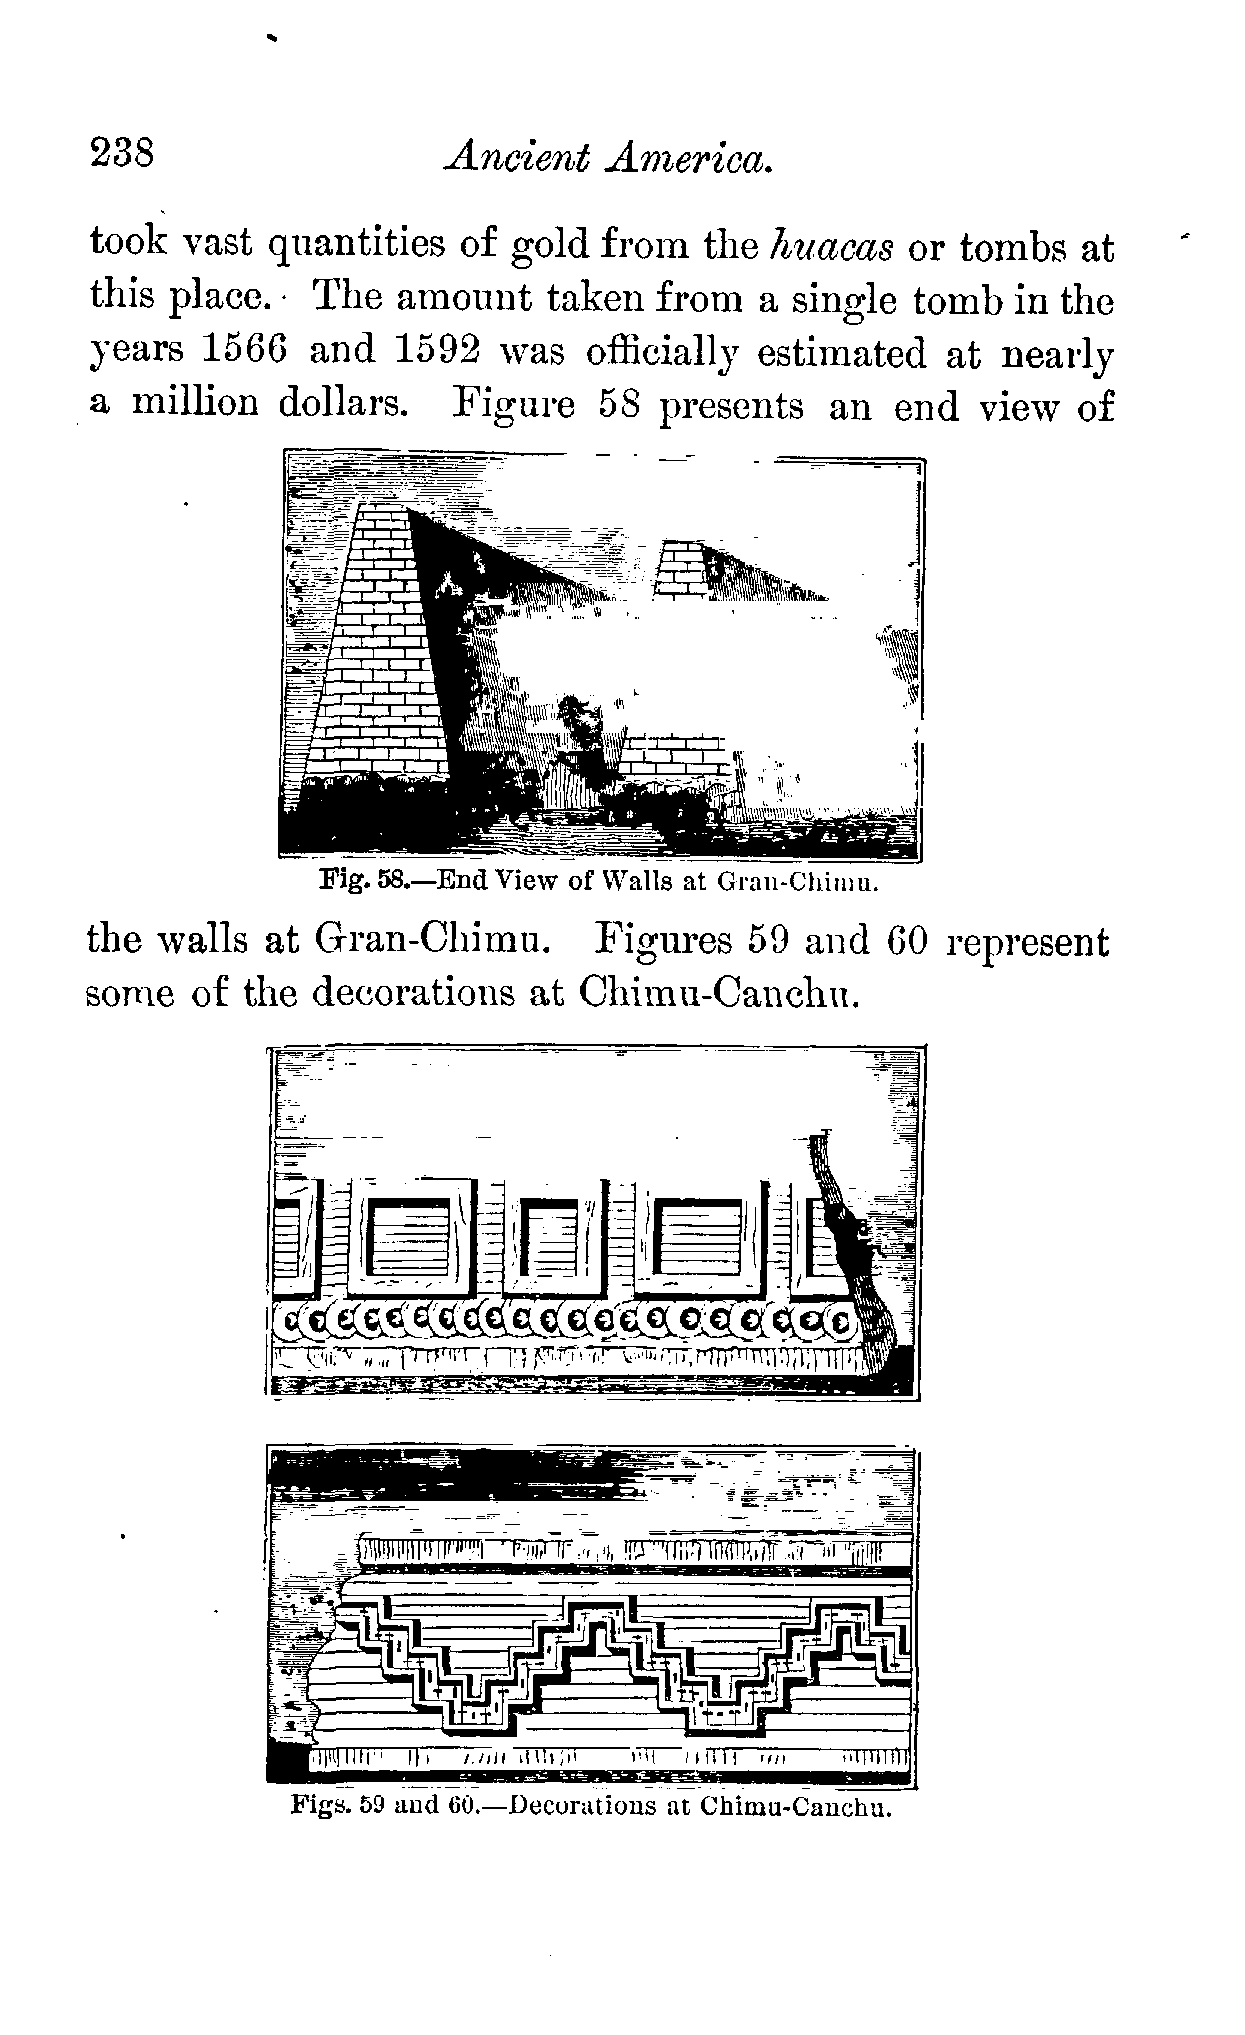 238 Ancient America.
took vast quantities of gold from the huacas or tombs at
this place. The amount taken from a single tomb in the
years 1566 and 1592 was officially estimated at nearly
a million dollars. Figure 58 presents an end view of
Fig. 58.—End View of Walls at Gran-Chimu.
the walls at Gran-Chimu. Figures 59 and 60 represent
some of the decorations at Chimu-Canchu.
Figs. 59 and 60.—Decorations at Chimu-Canchu.